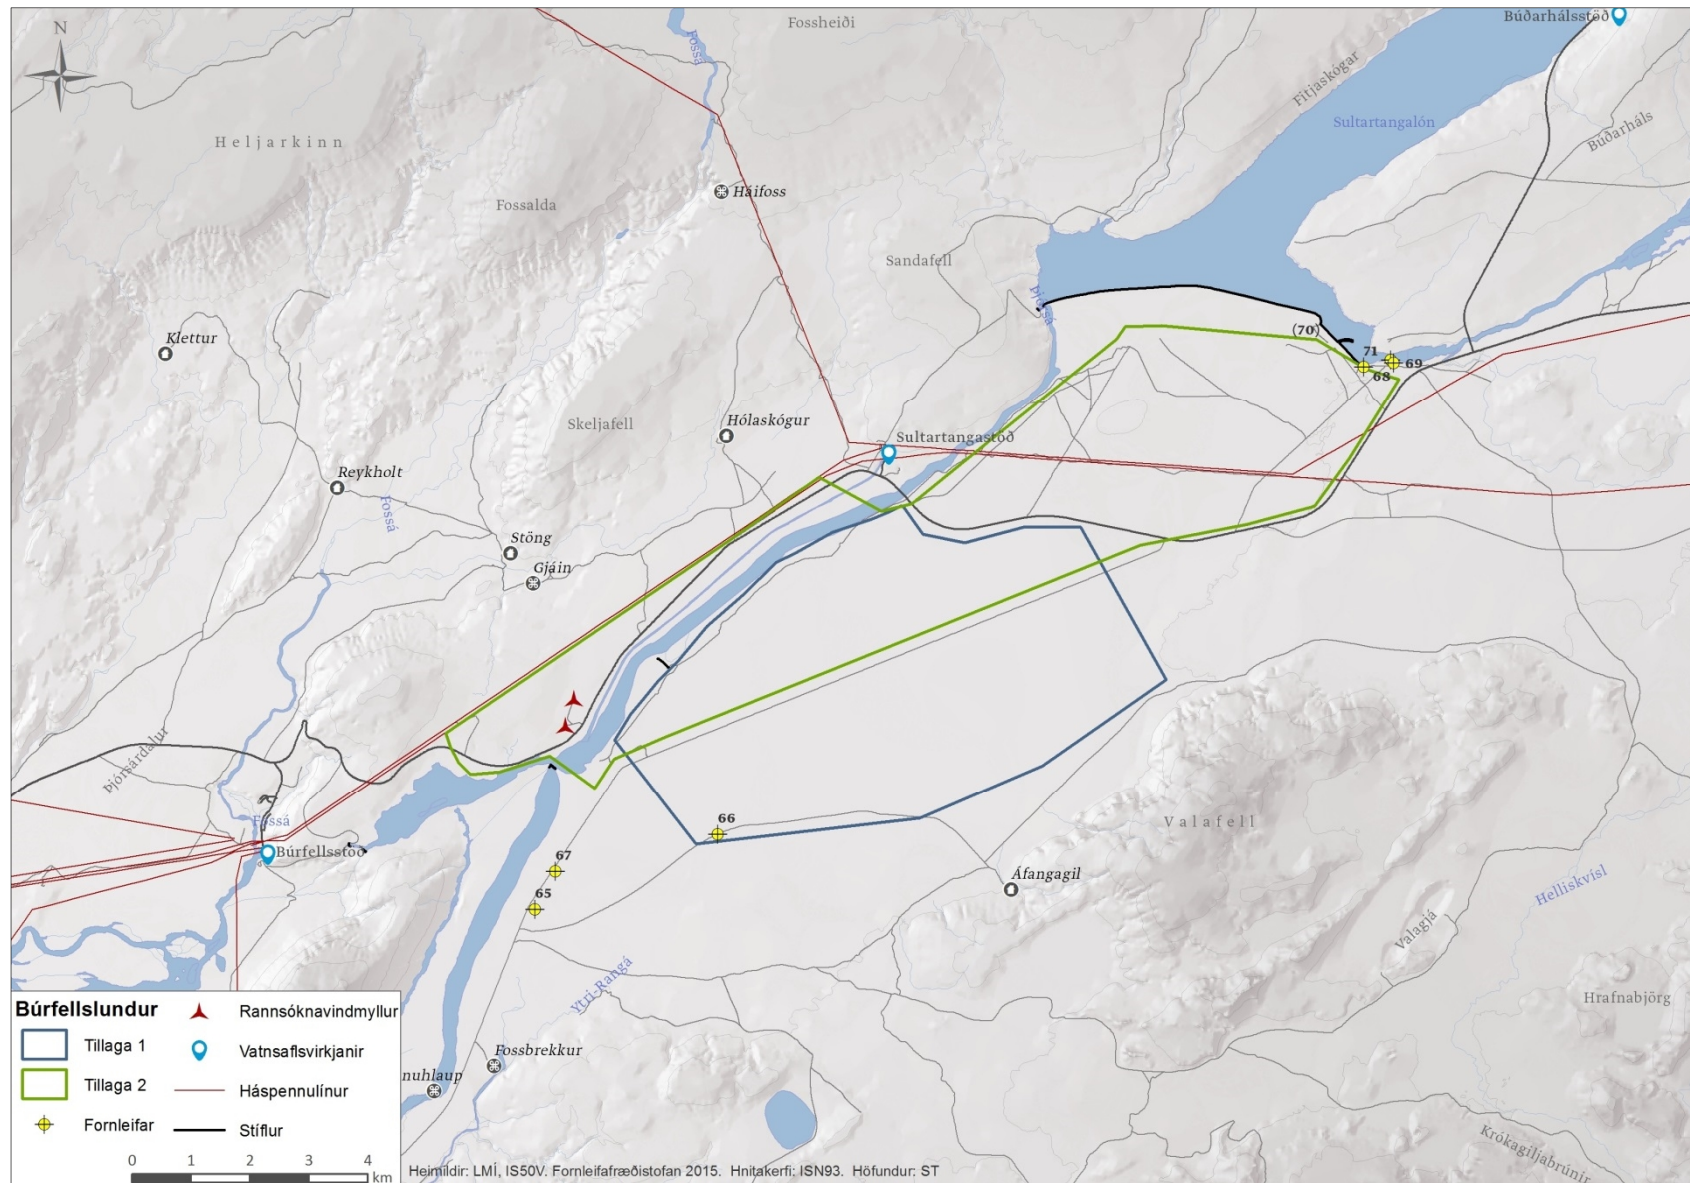 Búðarhálsstöð
Fossheiði
N
Fossá
Fitjaskógar
Sultartangalón
Búðarháls
Heljarkinn
Háifoss
Fossalda
Sandafell
Þjórsá
(70)
Klettur
71
69
68
Skeljafell
Hólaskógur
Sultartangastöð
Reykholt
Fossá
Stöng
Gjáin
Þjórsárdalur
Fossá
Búrfellsstöð
66
Valafell
67
Áfangagil
65
Helliskvísl
Valagjá
Ytri-Rangá
Hrafnabjörg
Fossbrekkur
nuhlaup
Krókagiljabrúnir
Búrfellslundur
Tillaga 1
Tillaga 2
Fornleifar
Rannsóknavindmyllur
Vatnsaflsvirkjanir
Háspennulínur
Stíflur
0 1 2 3 4 km
Heimildir: LMÍ, IS50V. Fornleifafræðistofan 2015. Hnitakerfi: ISN93. Höfundur: ST